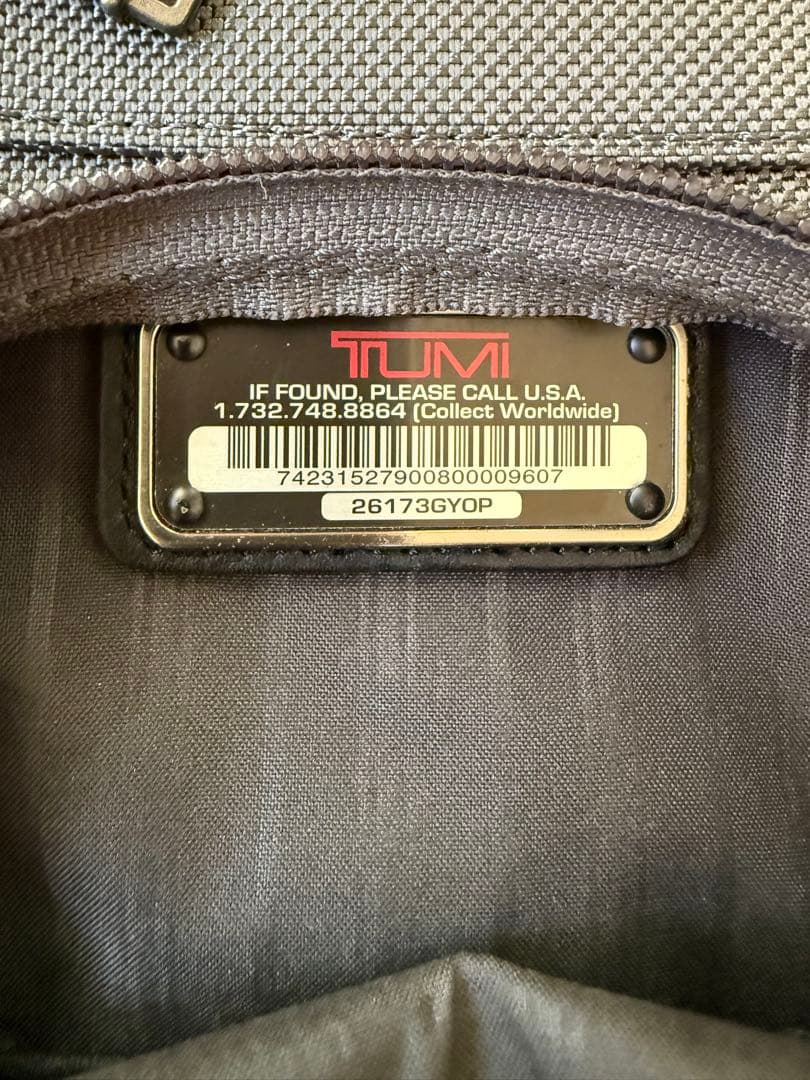 TUMI
IF FOUND, PLEASE CALL U.S.A.
1.732.748.8864 (Collect Worldwide)
74231527900800009607
26173GYOP